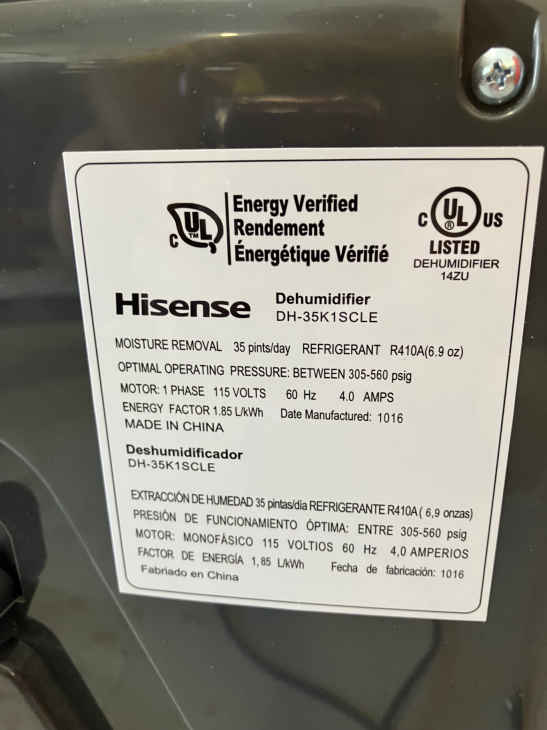 C UL™
Energy Verified
Rendement
Énergétique Vérifié
C UL® US
LISTED
DEHUMIDIFIER
14ZU
Hisense
Dehumidifier
DH-35K1SCLE
MOISTURE REMOVAL 35 pints/day REFRIGERANT R410A(6.9 oz)
OPTIMAL OPERATING PRESSURE: BETWEEN 305-560 psig
MOTOR: 1 PHASE 115 VOLTS 60 Hz 4.0 AMPS
ENERGY FACTOR 1.85 L/kWh Date Manufactured: 1016
MADE IN CHINA
Deshumidificador
DH-35K1SCLE
EXTRACCIÓN DE HUMEDAD 35 pintas/dia REFRIGERANTE R410A ( 6,9 onzas)
PRESIÓN DE FUNCIONAMIENTO ÓPTIMA: ENTRE 305-560 psig
MOTOR: MONOFÁSICO 115 VOLTIOS 60 Hz 4,0 AMPERIOS
FACTOR DE ENERGÍA 1,85 L/kWh Fecha de fabricación: 1016
Fabriado en China